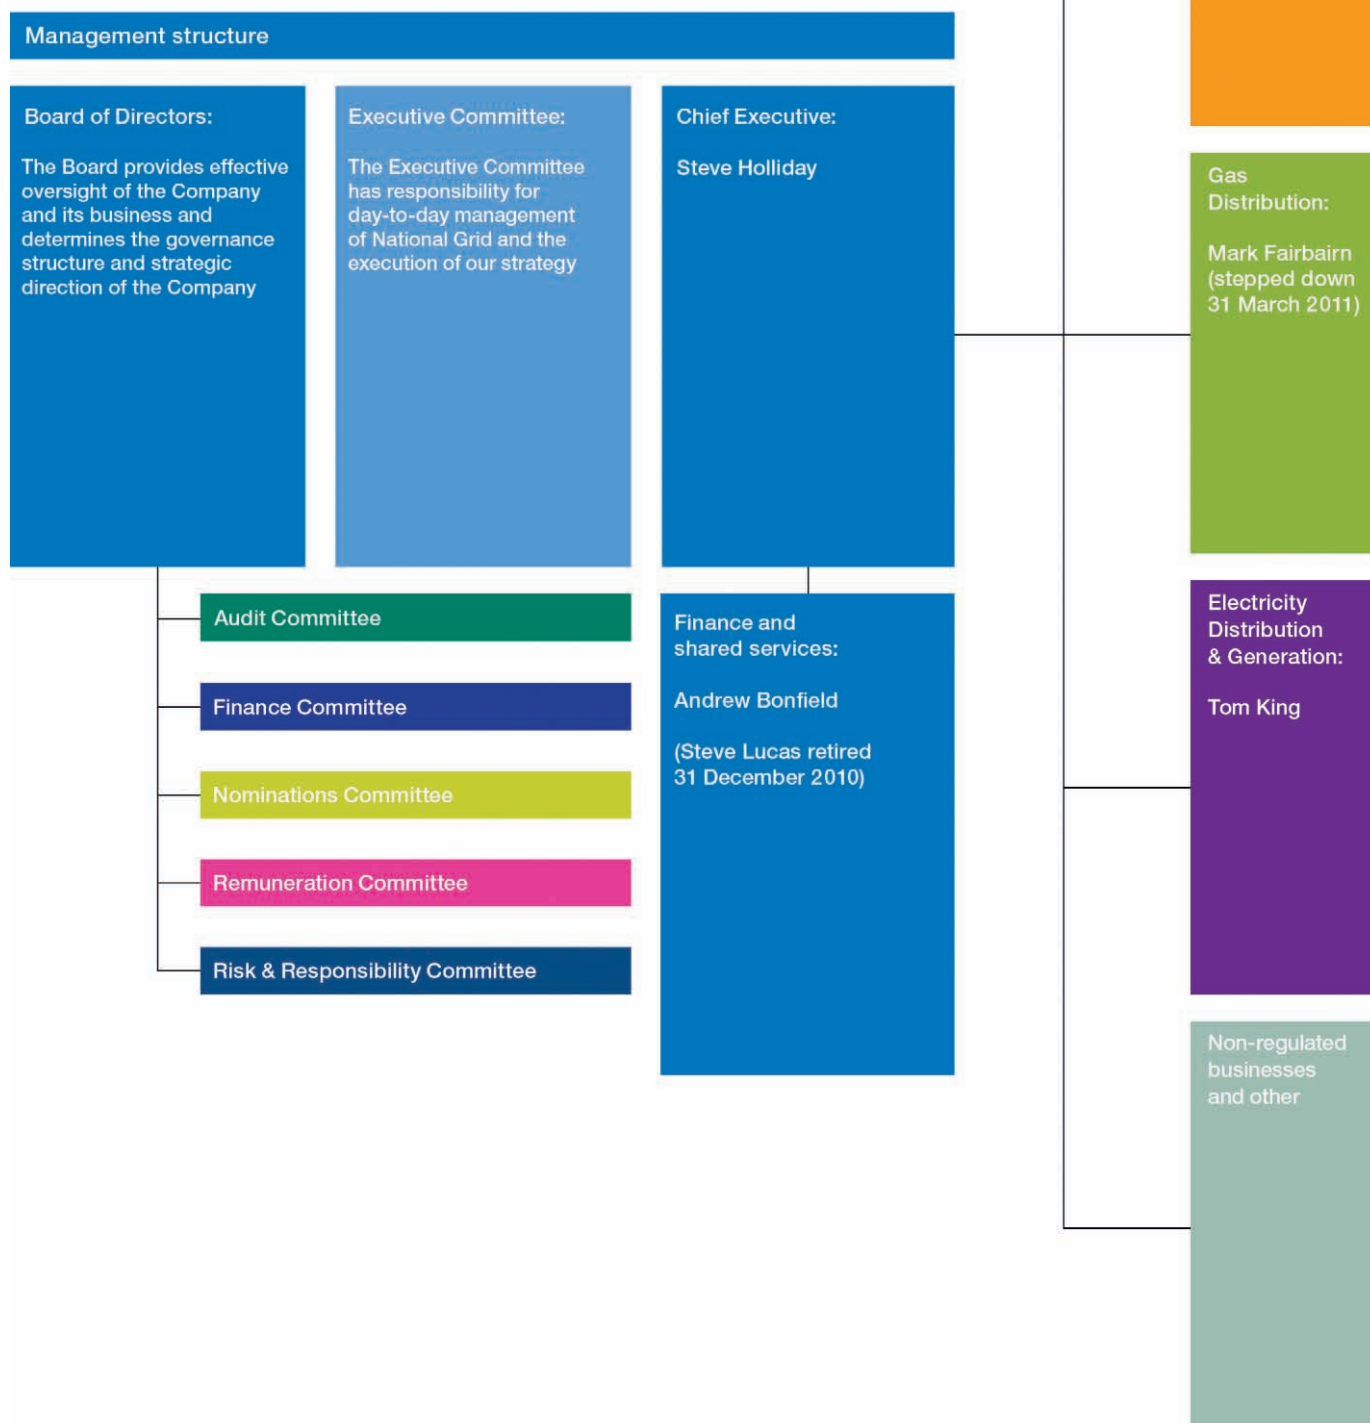 Management structure
Board of Directors:
The Board provides effective
oversight of the Company
and its business and
determines the governance
structure and strategic
direction of the Company
Executive Committee:
The Executive Committee
has responsibility for
day-to-day management
of National Grid and the
execution of our strategy
Chief Executive:
Steve Holliday
Gas
Distribution:
Mark Fairbairn
(stepped down
31 March 2011)
Audit Committee
Finance Committee
Nominations Committee
Remuneration Committee
Risk & Responsibility Committee
Finance and
shared services:
Andrew Bonfield
(Steve Lucas retired
31 December 2010)
Electricity
Distribution
& Generation:
Tom King
Non-regulated
businesses
and other